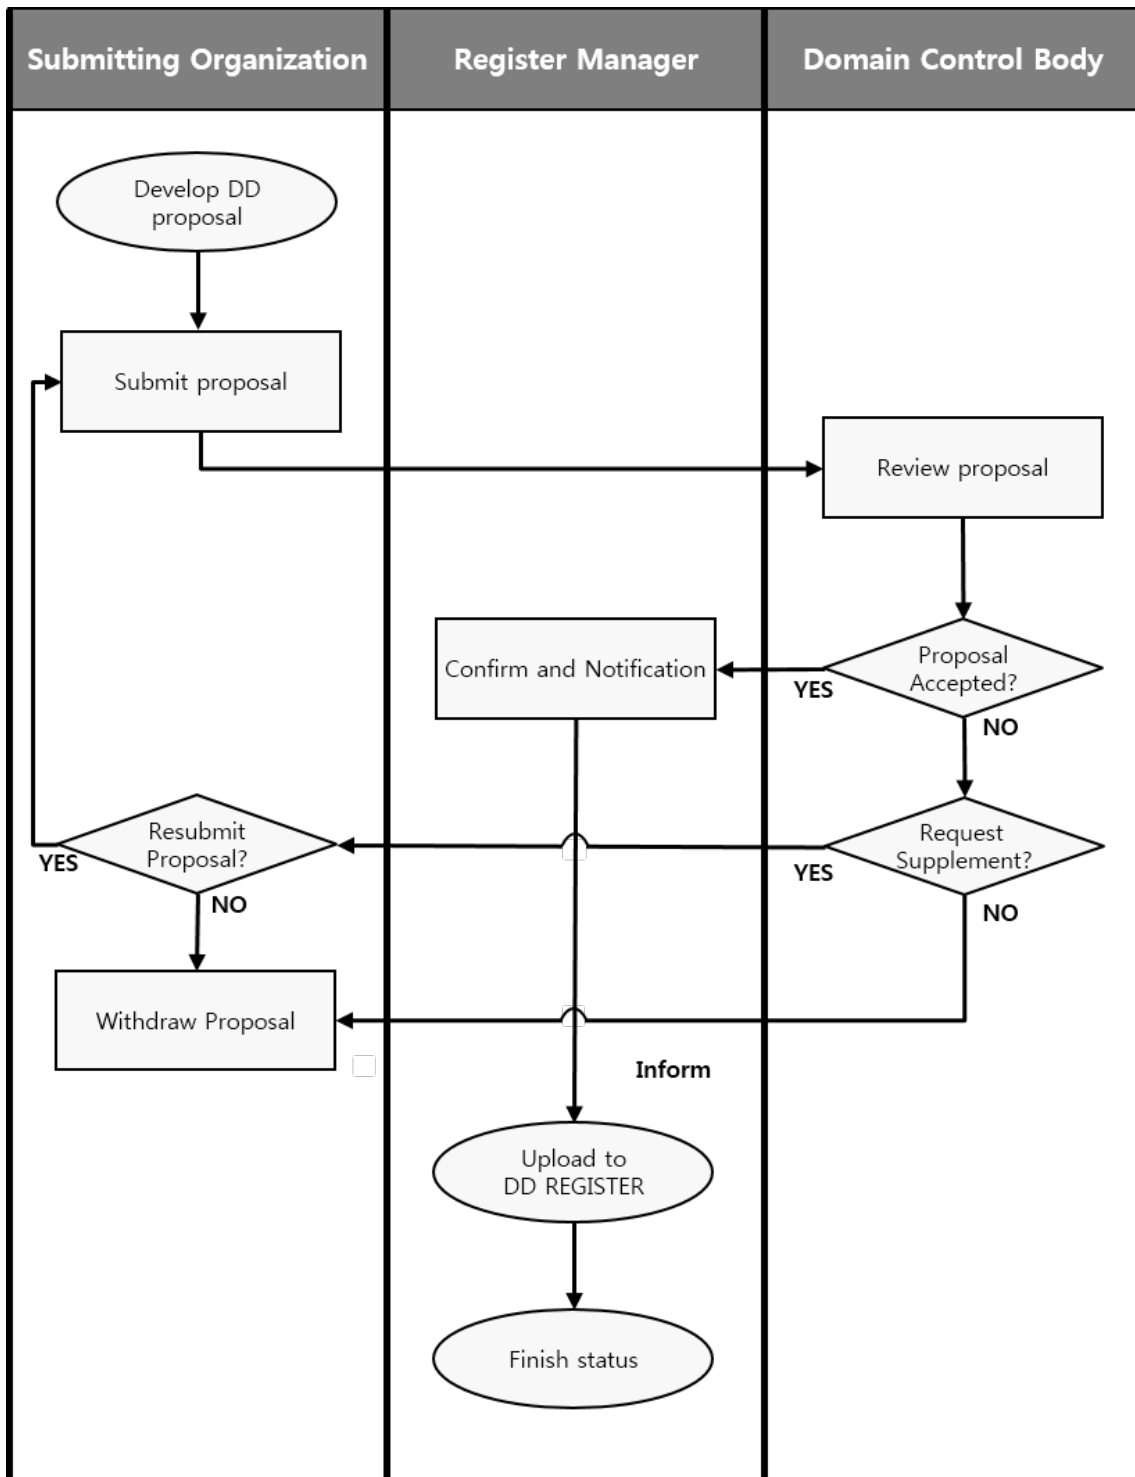 Submitting Organization
Register Manager
Domain Control Body
Develop DD
proposal
Submit proposal
Review proposal
Confirm and Notification
Proposal
Accepted?
YES
NO
Resubmit
Proposal?
YES
NO
Request
Supplement?
YES
NO
Withdraw Proposal
Inform
Upload to
DD REGISTER
Finish status